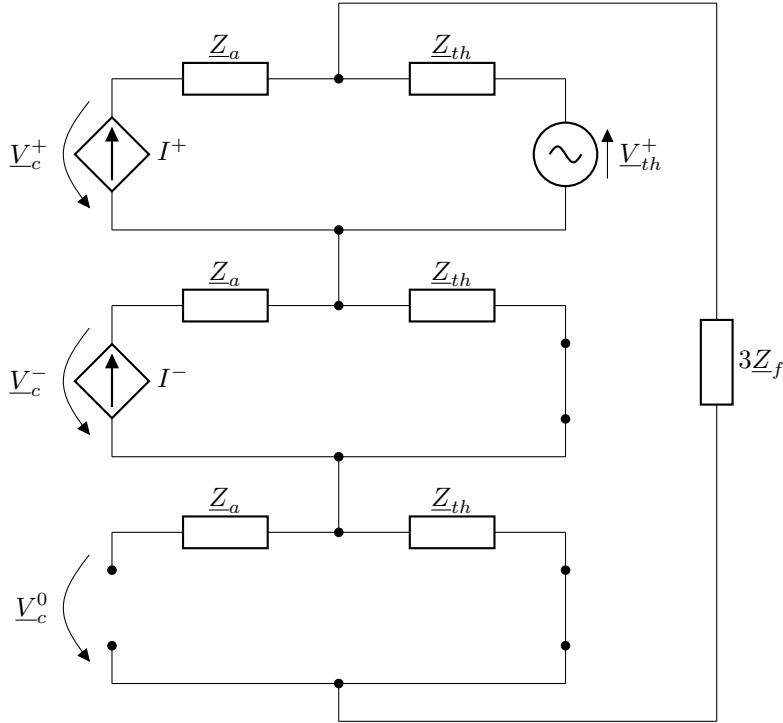 Z_a Z_th
V_c^+ I^+ V_th^+
Z_a Z_th
V_c^- I^- 3Z_f
Z_a Z_th
V_c^0